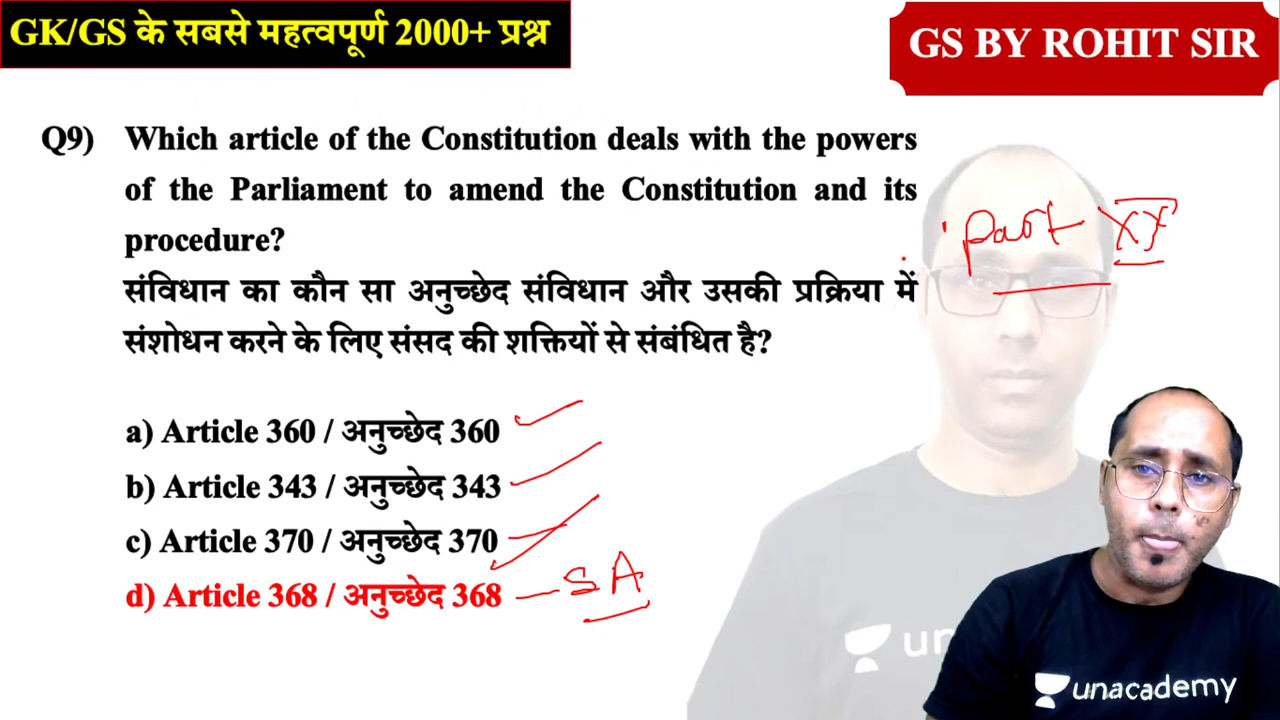 GK/GS के सबसे महत्वपूर्ण 2000+ प्रश्न
GS BY ROHIT SIR
Q9) Which article of the Constitution deals with the powers
of the Parliament to amend the Constitution and its
procedure?
संविधान का कौन सा अनुच्छेद संविधान और उसकी प्रक्रिया में
संशोधन करने के लिए संसद की शक्तियों से संबंधित है?
Part
a) Article 360 / अनुच्छेद 360
b) Article 343 / अनुच्छेद 343
c) Article 370 / अनुच्छेद 370
d) Article 368 / अनुच्छेद 368
SA
un
unacademy